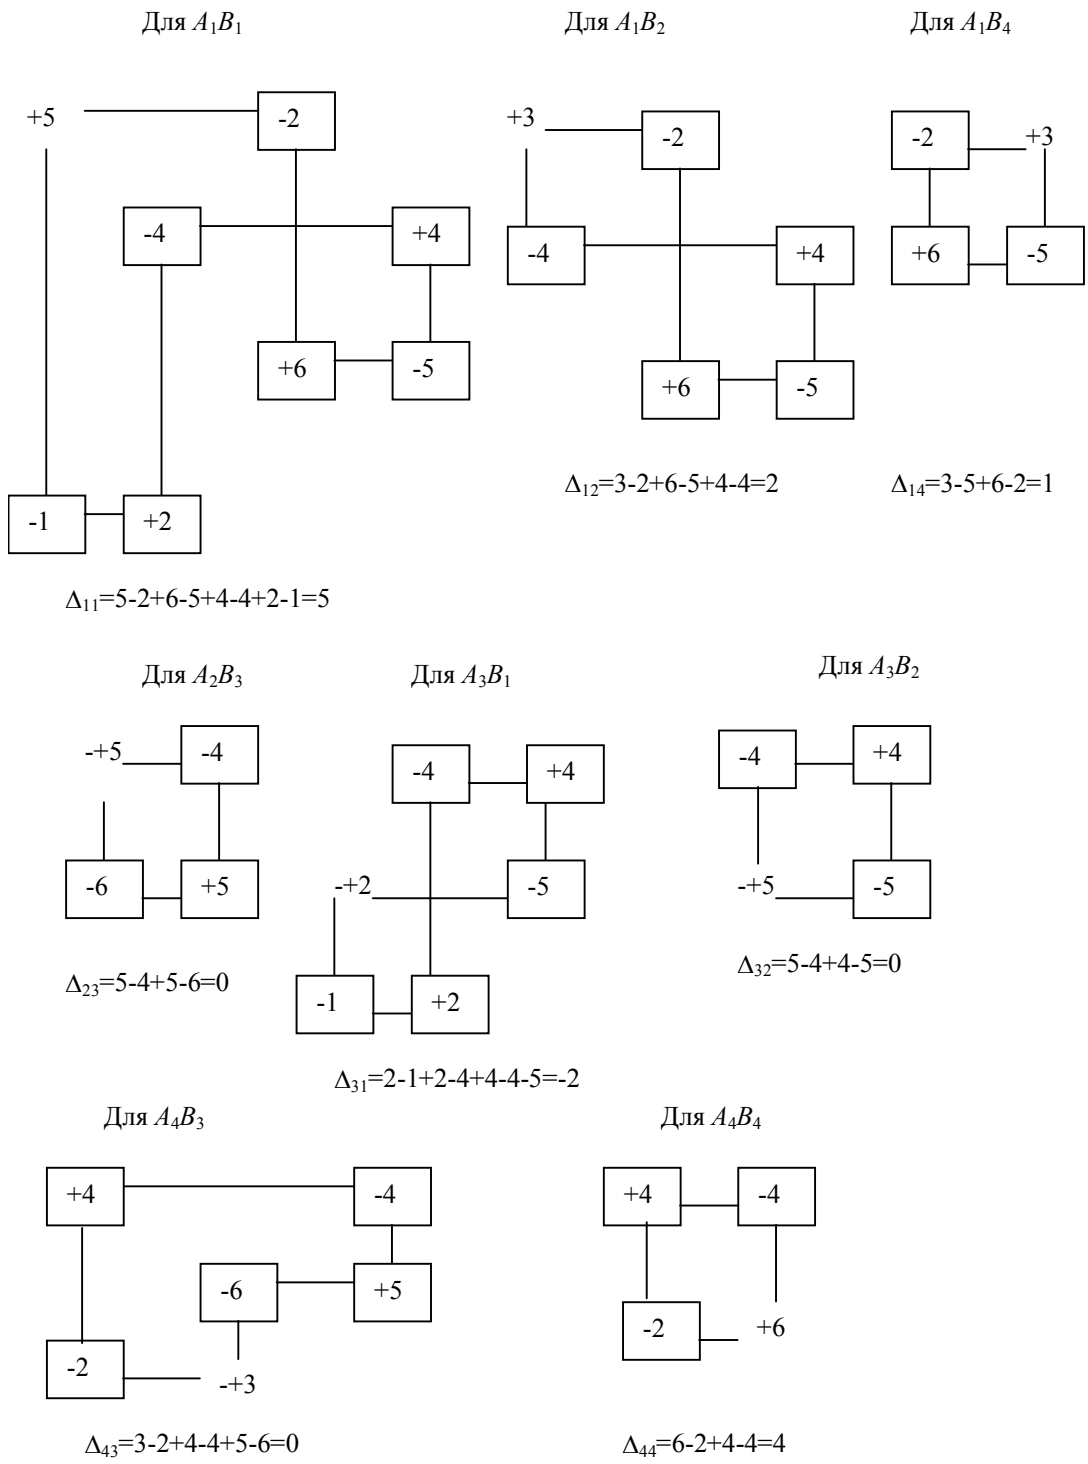 Для A₁B₁ Для A₁B₂ Для A₁B₄
+5 -2
-4 +4
+6 -5
-1 +2
Δ₁₁=5-2+6-5+4-4+2-1=5
+3 -2
-4 +4
+6 -5
Δ₁₂=3-2+6-5+4-4=2
-2 +3
+6 -5
Δ₁₄=3-5+6-2=1
Для A₂B₃ Для A₃B₁ Для A₃B₂
-+5 -4
-6 +5
Δ₂₃=5-4+5-6=0
-4 +4
-+2 -5
-1 +2
Δ₃₁=2-1+2-4+4-4-5=-2
-4 +4
-+5 -5
Δ₃₂=5-4+4-5=0
Для A₄B₃ Для A₄B₄
+4 -4
-6 +5
-2 -+3
Δ₄₃=3-2+4-4+5-6=0
+4 -4
-2 +6
Δ₄₄=6-2+4-4=4